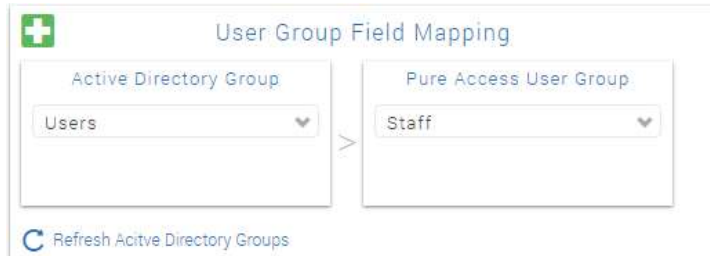 User Group Field Mapping
Active Directory Group
Users
>
Pure Access User Group
Staff
Refresh Acitve Directory Groups